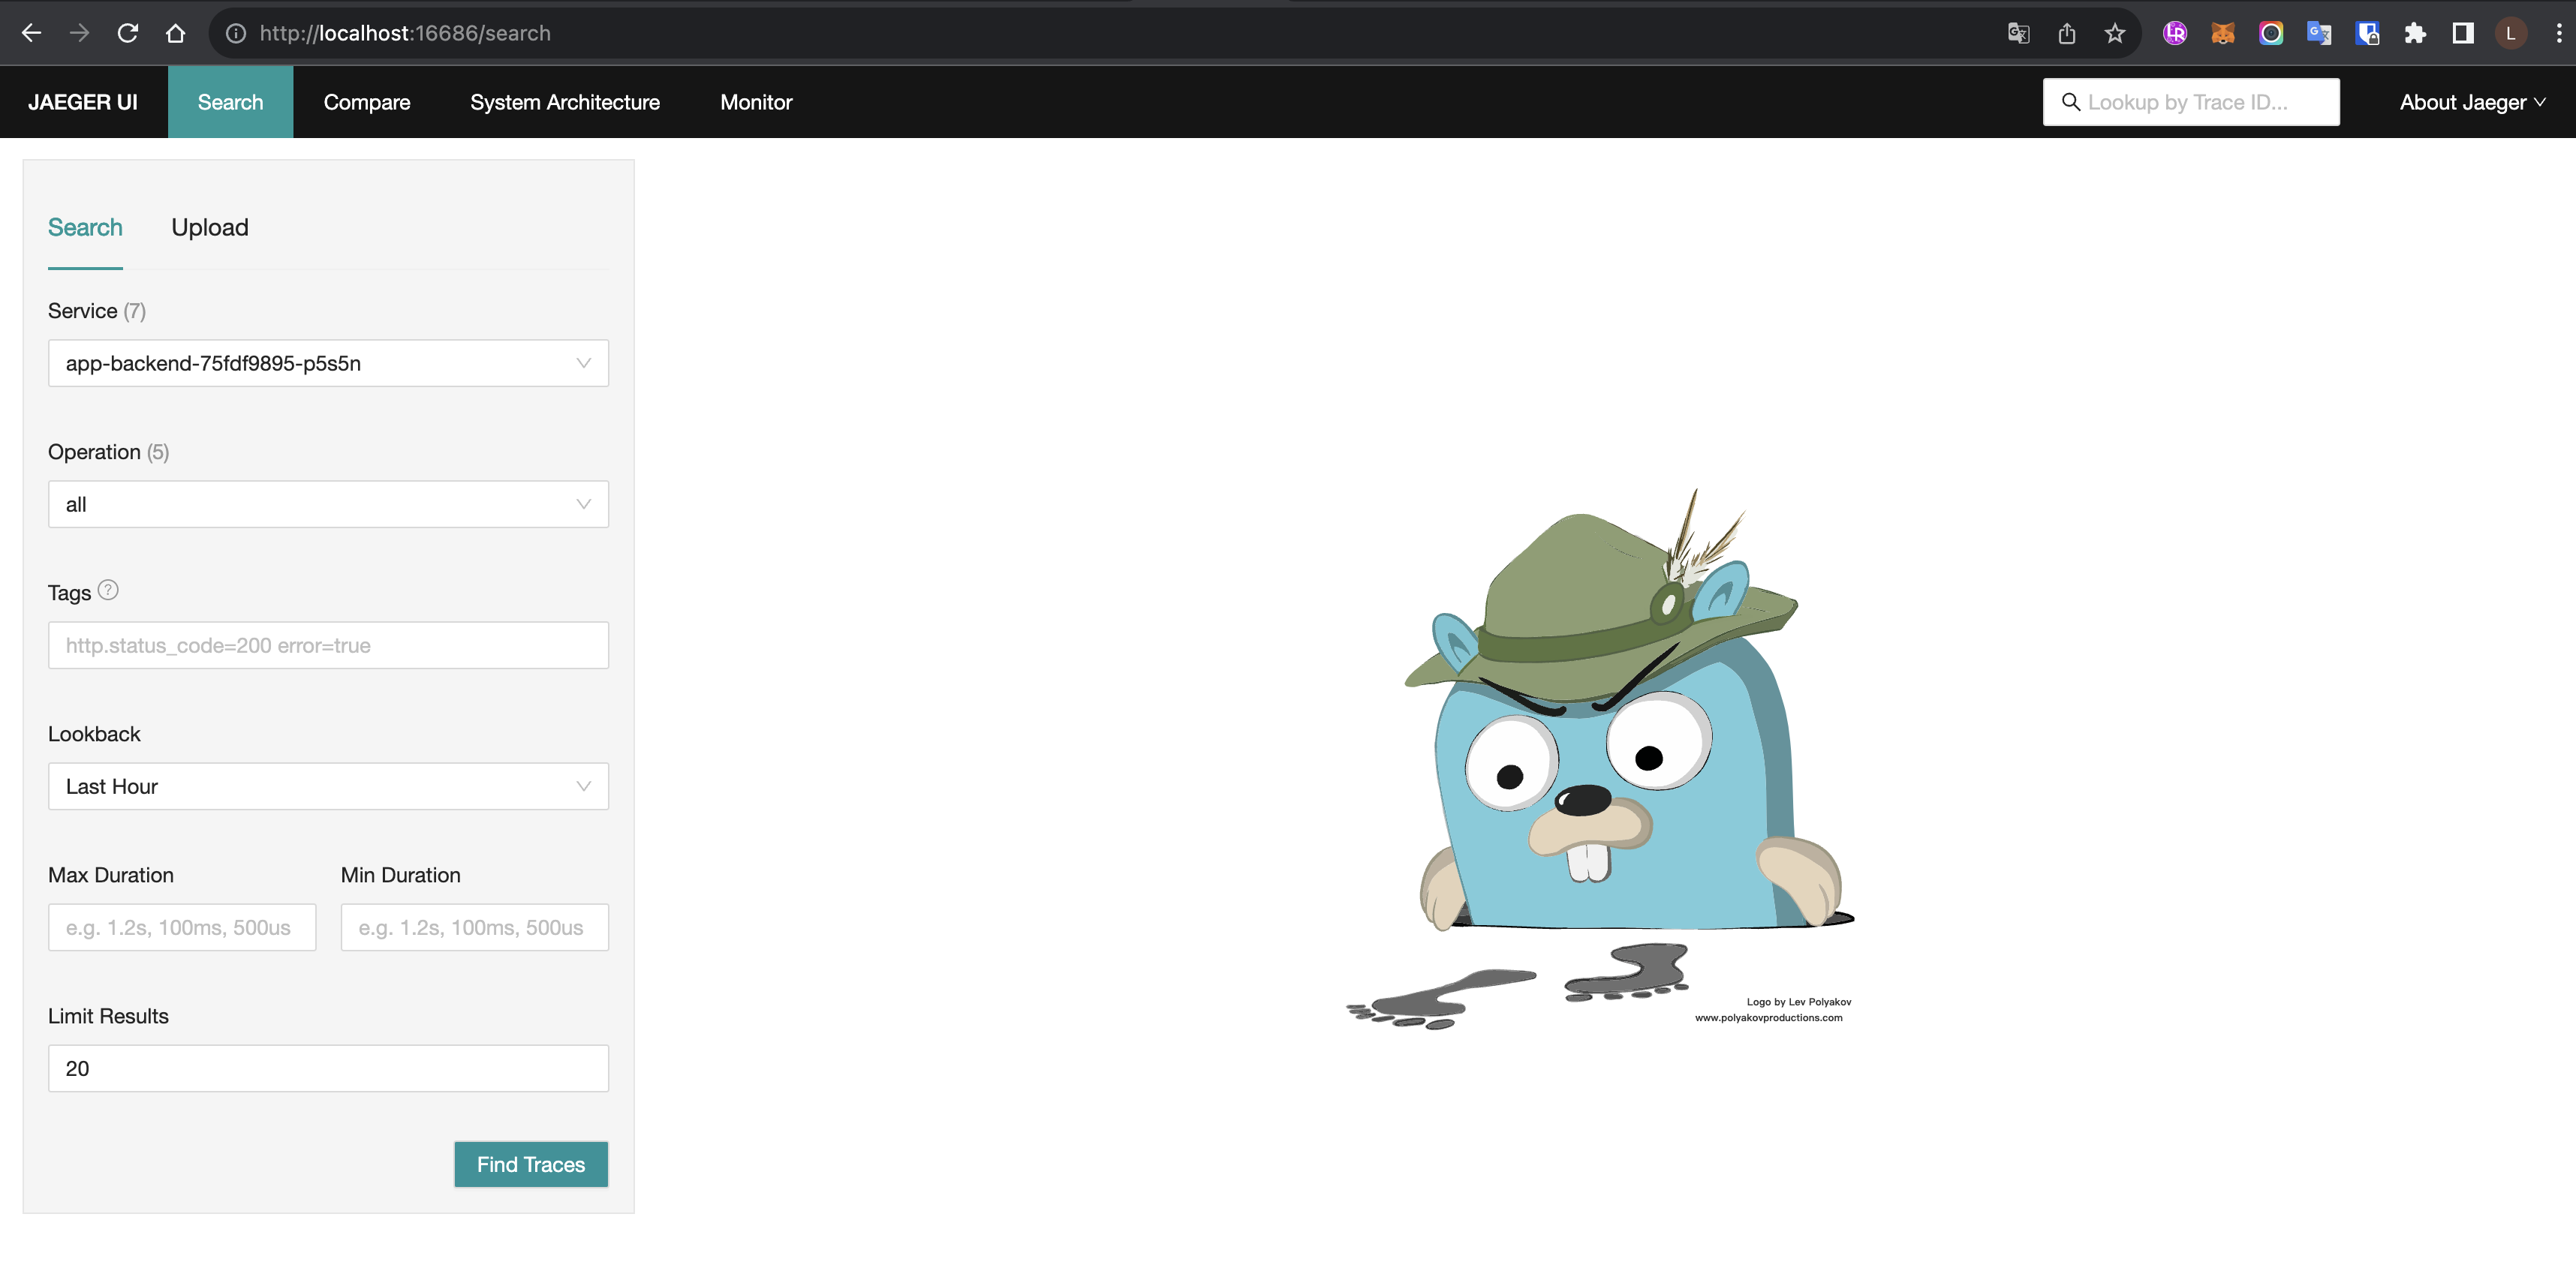 http://localhost:16686/search
L
JAEGER UI Search Compare System Architecture Monitor Lookup by Trace ID... About Jaeger
Search Upload
Service (7)
app-backend-75fdf9895-p5s5n
Operation (5)
all
Tags ?
http.status_code=200 error=true
Lookback
Last Hour
Max Duration Min Duration
e.g. 1.2s, 100ms, 500us e.g. 1.2s, 100ms, 500us
Limit Results
20
Find Traces
Logo by Lev Polyakov
www.polyakovproductions.com